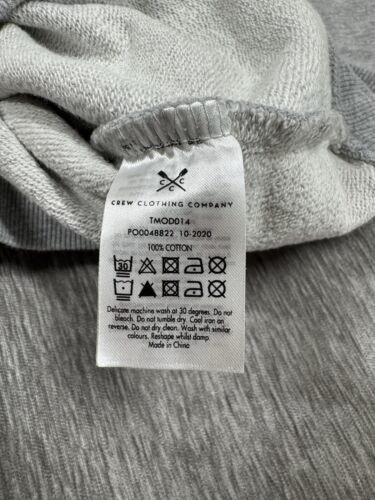 C C
C
CREW CLOTHING COMPANY
TMOD014
PO0048822 10-2020
100% COTTON
30
Delicate machine wash at 30 degrees. Do not
bleach. Do not tumble dry. Cool iron on
reverse. Do not dry clean. Wash with similar
colours. Reshape whilst damp.
Made in China